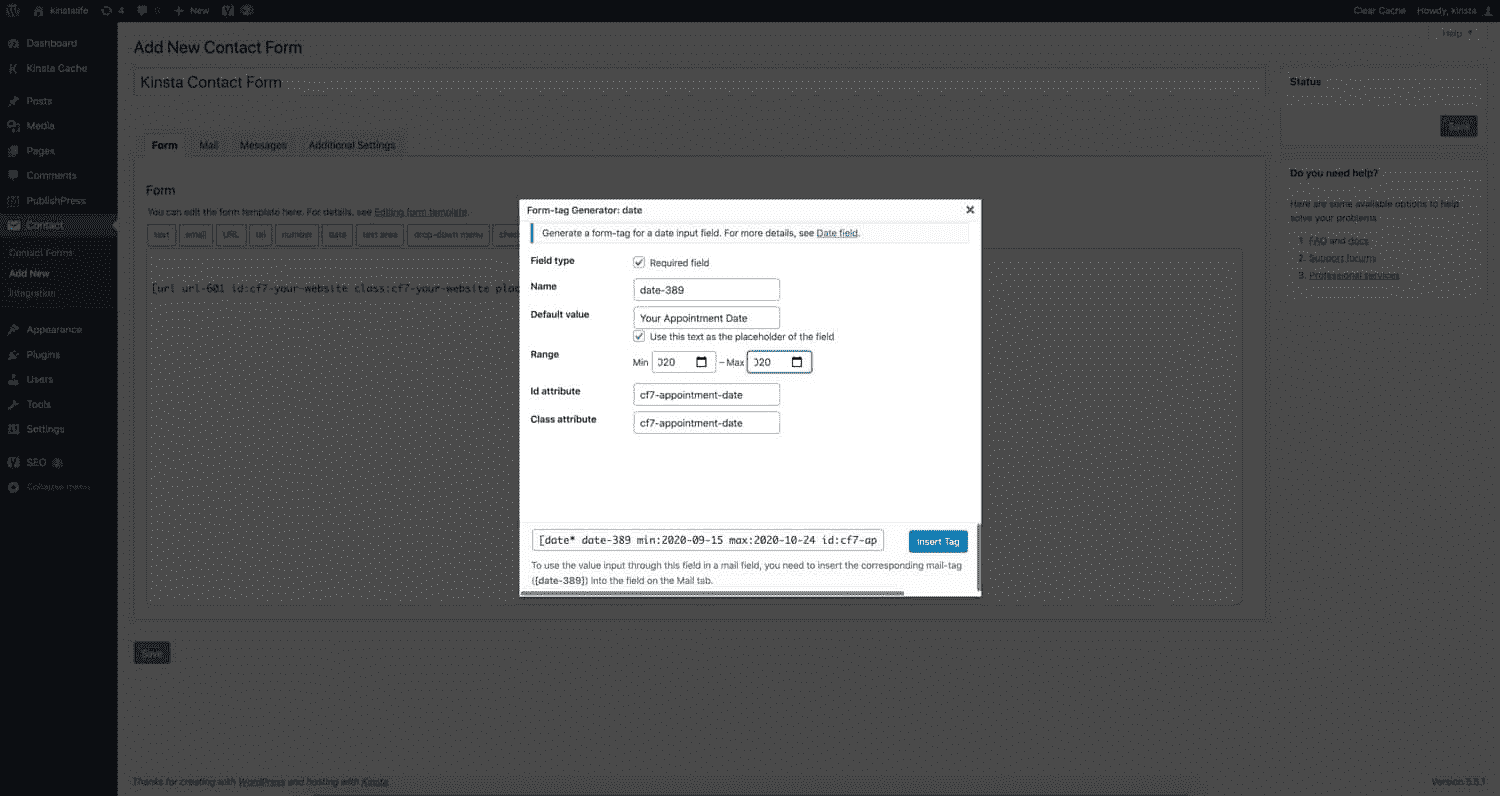 kinstalife 4 New Clear Cache Howdy, kinsta
Help
Dashboard
Kinsta Cache
Posts
Media
Pages
Comments
PublishPress
Contact
Contact Forms
Add New
Integration
Appearance
Plugins
Users
Tools
Settings
SEO
Collapse menu
Add New Contact Form
Kinsta Contact Form
Form Mail Messages Additional Settings
Form
You can edit the form template here. For details, see Editing form template.
text email URL tel number date text area drop-down menu
[url url-601 id:cf7-your-website class:cf7-your-website
Form-tag Generator: date
Generate a form-tag for a date input field. For more details, see Date field.
Field type Required field
Name date-389
Default value Your Appointment Date
Use this text as the placeholder of the field
Range Min – Max
Id attribute cf7-appointment-date
Class attribute cf7-appointment-date
[date* date-389 min:2020-09-15 max:2020-10-24 id:cf7-ap
Insert Tag
To use the value input through this field in a mail field, you need to insert the corresponding mail-tag
([date-389]) into the field on the Mail tab.
Status
Save
Do you need help?
Here are some available options to help
solve your problems.
1. FAQ and docs
2. Support forums
3. Professional services
Save
Thanks for creating with WordPress and hosting with Kinsta
Version 5.5.1